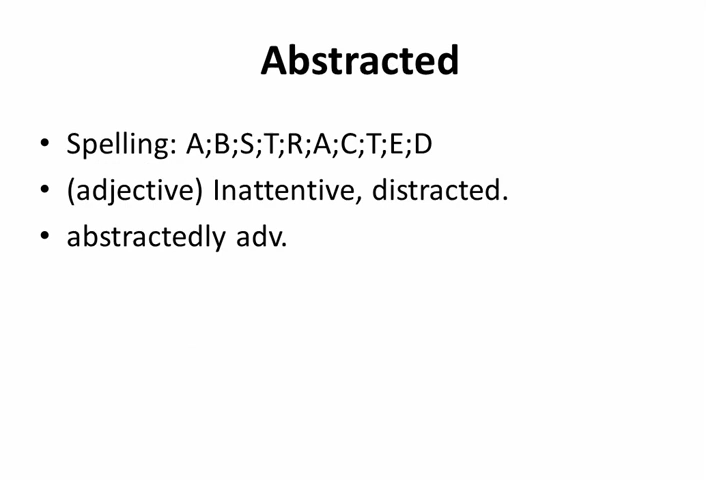 Abstracted
• Spelling: A;B;S;T;R;A;C;T;E;D
• (adjective) Inattentive, distracted.
• abstractedly adv.